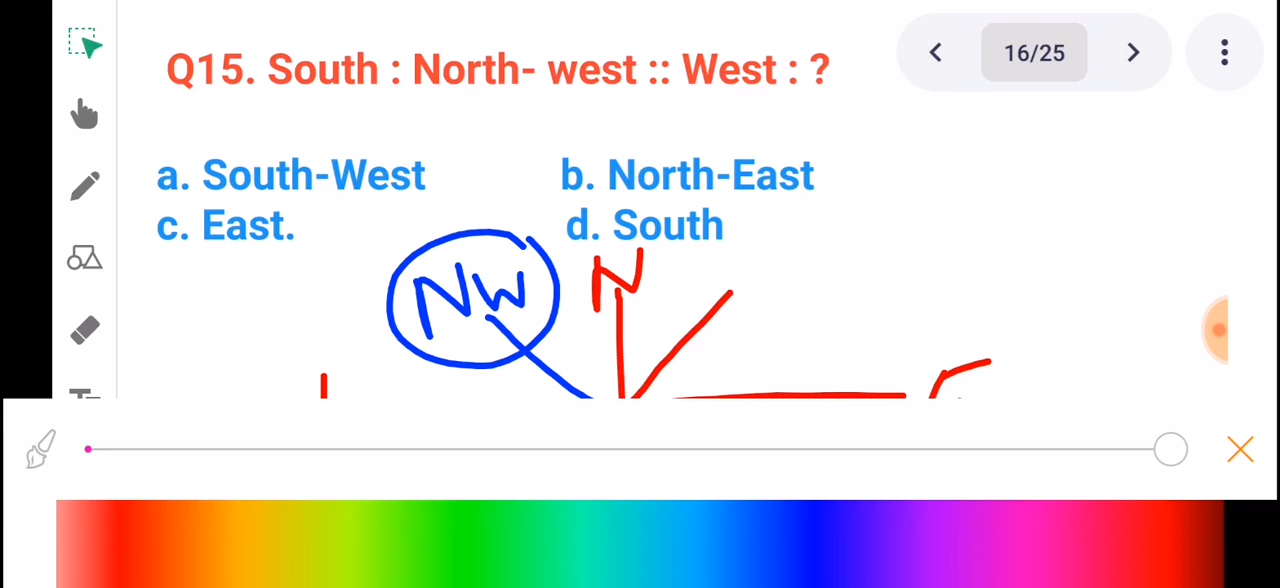 16/25
Q15. South : North- west :: West : ?
a. South-West b. North-East
c. East. d. South
NW N